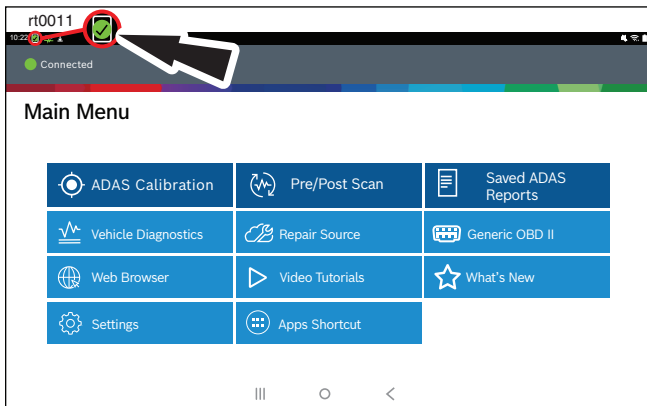 rt0011
10:22
Connected
Main Menu
ADAS Calibration
Pre/Post Scan
Saved ADAS
Reports
Vehicle Diagnostics
Repair Source
Generic OBD II
Web Browser
Video Tutorials
What's New
Settings
Apps Shortcut